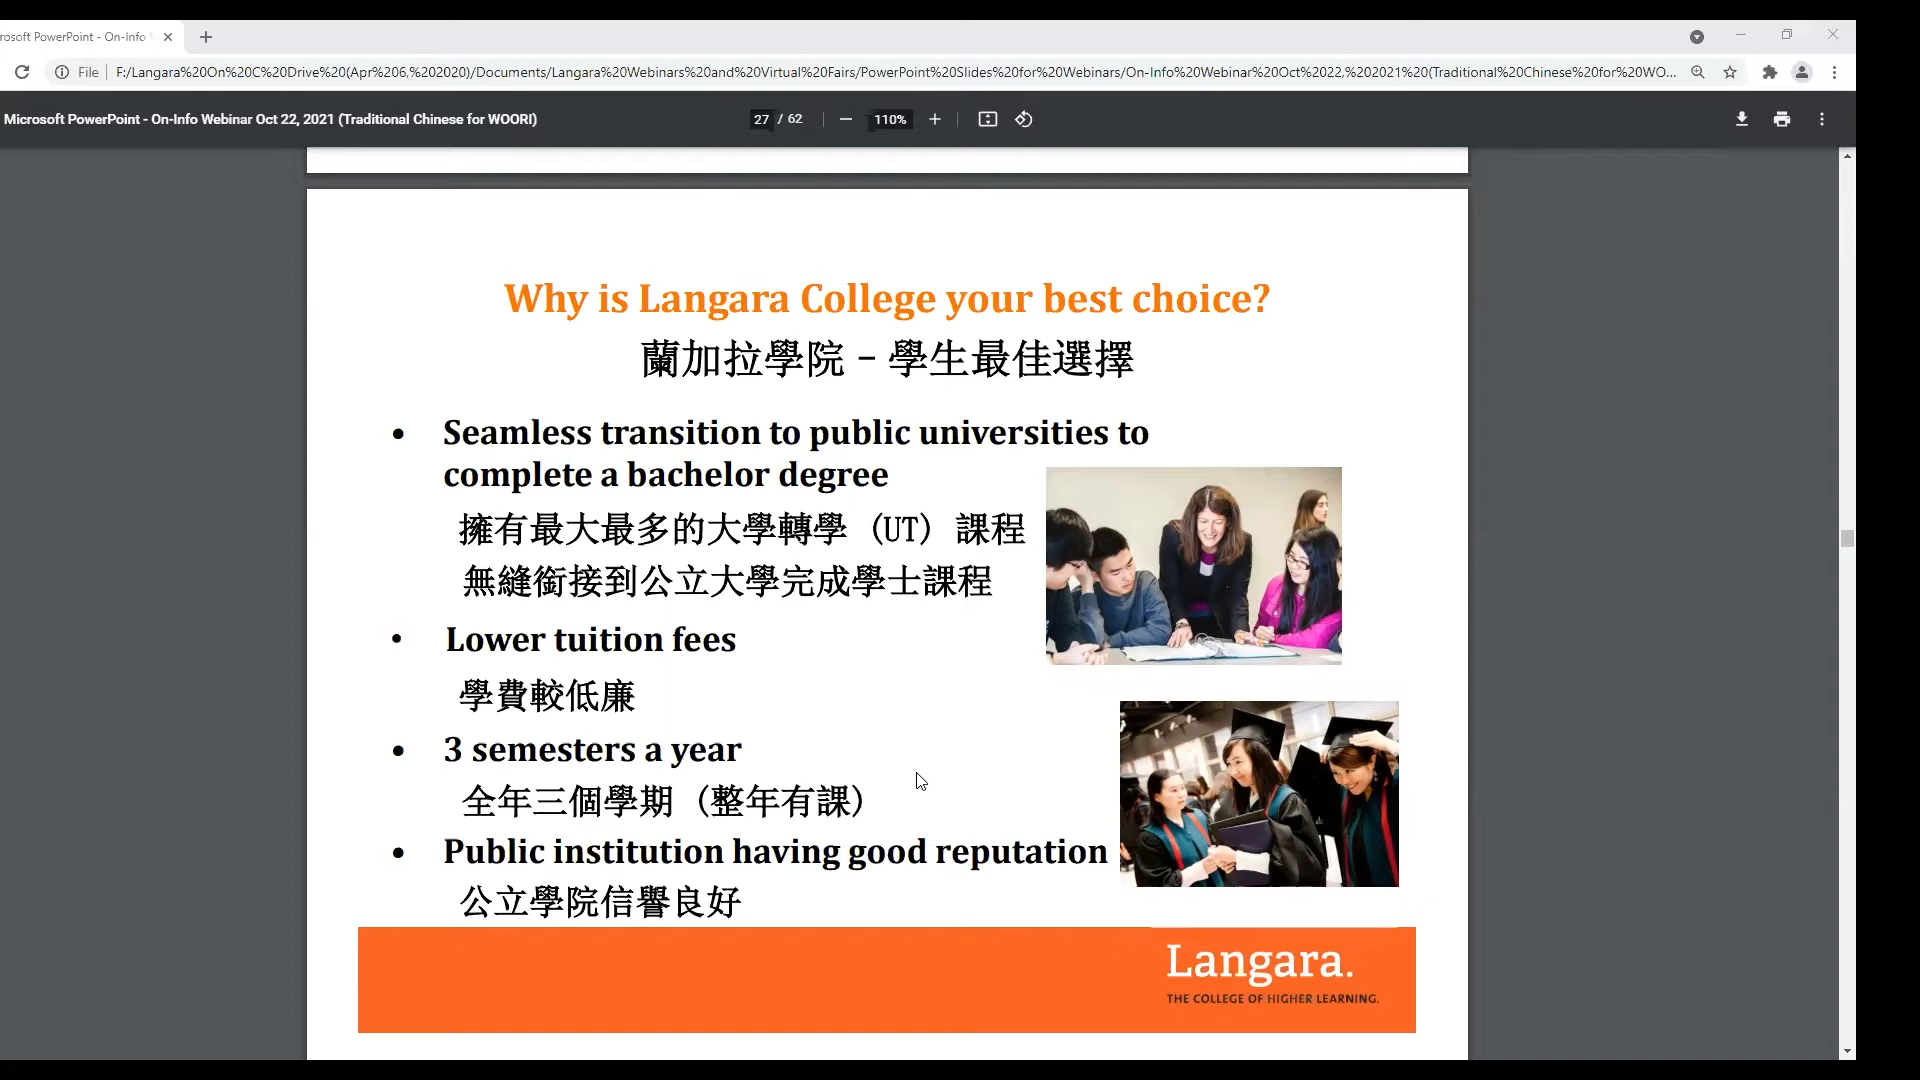 rosoft PowerPoint - On-Info
File F:/Langara%20On%20C%20Drive%20(Apr%206,%202020)/Documents/Langara%20Webinars%20and%20Virtual%20Fairs/PowerPoint%20Slides%20for%20Webinars/On-Info%20Webinar%20Oct%2022,%202021%20(Traditional%20Chinese%20for%20WO...
Microsoft PowerPoint - On-Info Webinar Oct 22, 2021 (Traditional Chinese for WOORI) 27 / 62 110%
Why is Langara College your best choice?
蘭加拉學院 - 學生最佳選擇
• Seamless transition to public universities to
complete a bachelor degree
擁有最大最多的大學轉學 (UT) 課程
無縫銜接到公立大學完成學士課程
• Lower tuition fees
學費較低廉
• 3 semesters a year
全年三個學期 (整年有課)
• Public institution having good reputation
公立學院信譽良好
Langara.
THE COLLEGE OF HIGHER LEARNING.